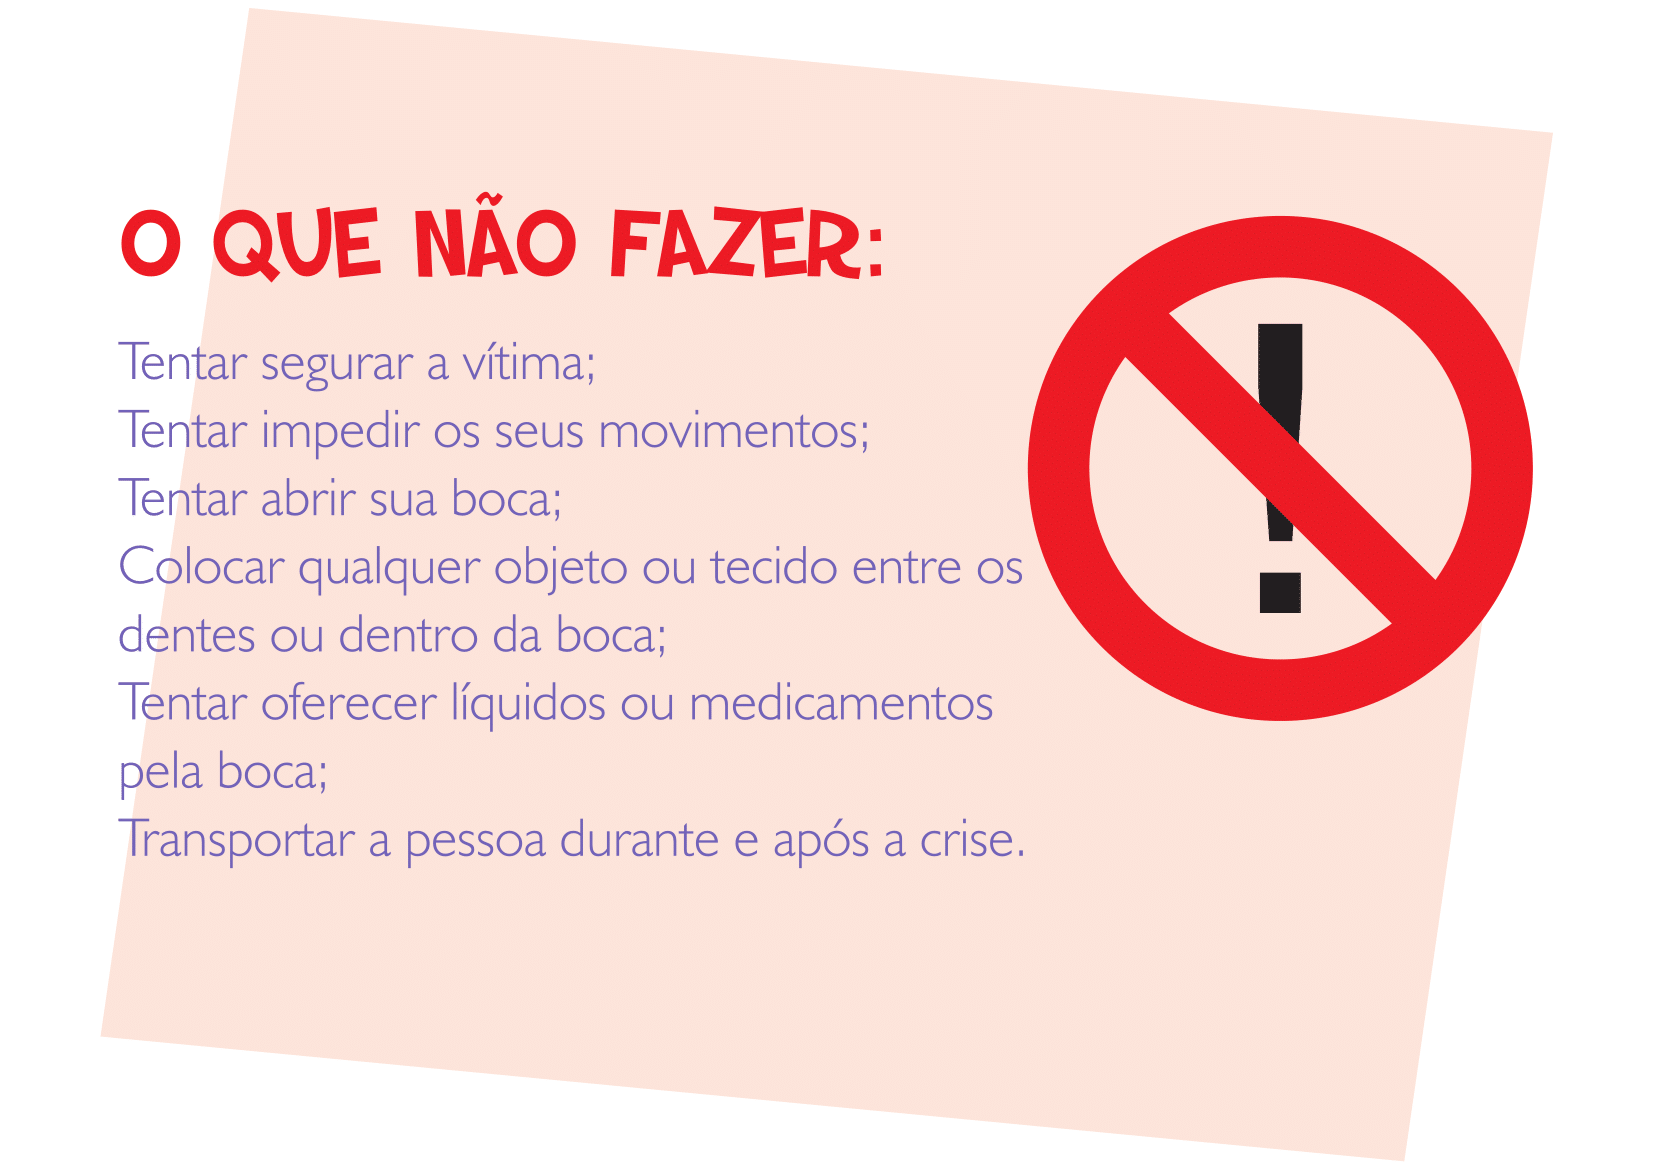 O QUE NÃO FAZER:
Tentar segurar a vítima;
Tentar impedir os seus movimentos;
Tentar abrir sua boca;
Colocar qualquer objeto ou tecido entre os
dentes ou dentro da boca;
Tentar oferecer líquidos ou medicamentos
pela boca;
Transportar a pessoa durante e após a crise.
!